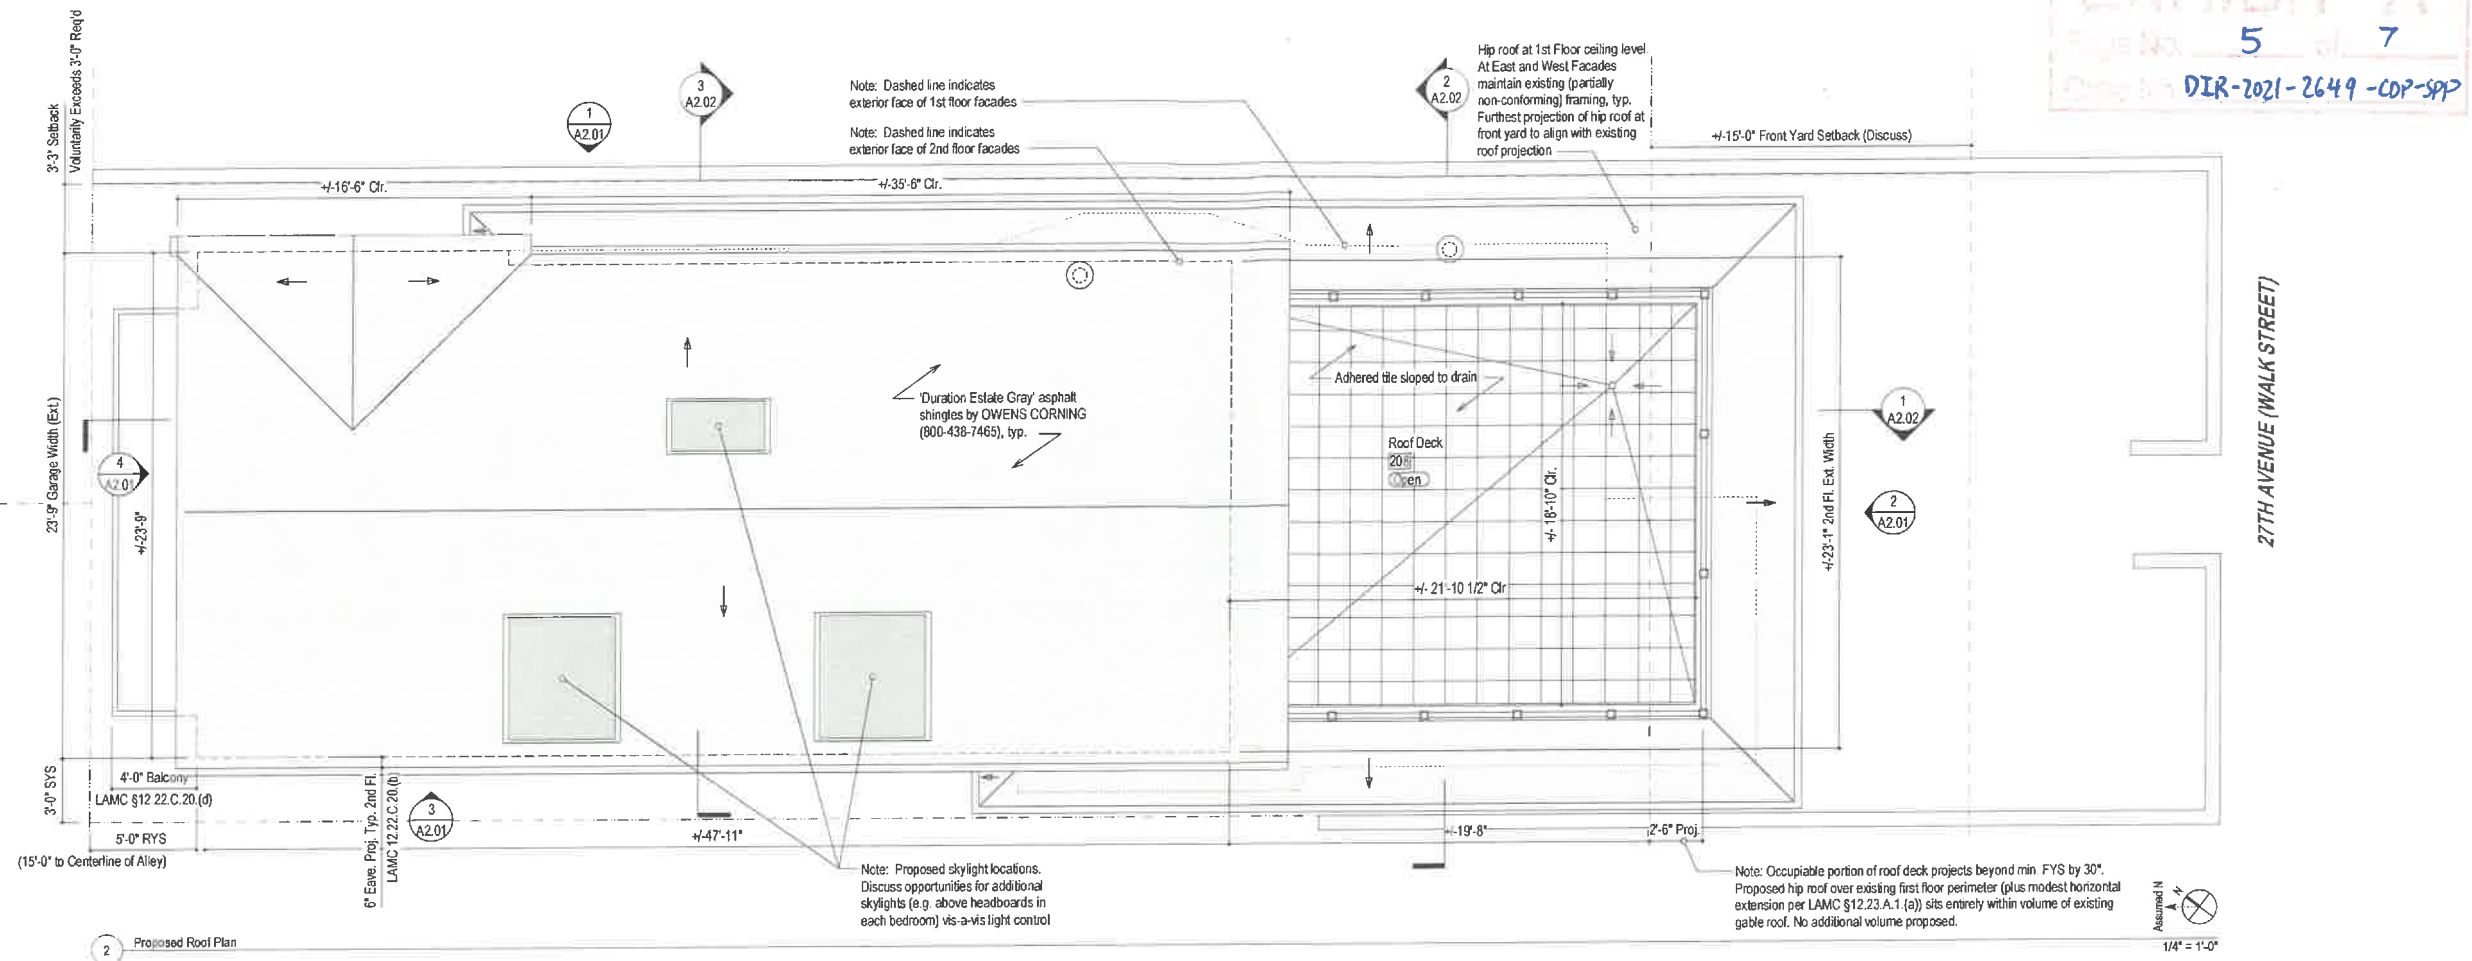 5 of 7
DIR-2021-2649-CDP-SPP
3'-3" Setback
Voluntarily Exceeds 3'-0" Req'd
3
A2.02
1
A2.01
Note: Dashed line indicates
exterior face of 1st floor facades
Note: Dashed line indicates
exterior face of 2nd floor facades
2
A2.02
Hip roof at 1st Floor ceiling level.
At East and West Facades
maintain existing (partially
non-conforming) framing, typ.
Furthest projection of hip roof at
front yard to align with existing
roof projection
+/-15'-0" Front Yard Setback (Discuss)
+/-16'-6" Clr.
+/-35'-6" Clr.
27TH AVENUE (WALK STREET)
'Duration Estate Gray' asphalt
shingles by OWENS CORNING
(800-438-7465), typ.
Adhered tile sloped to drain
Roof Deck
208
Open
+/- 16'-10" Clr.
+/- 21'-10 1/2" Clr
+/-23'-1" 2nd Fl. Ext. Width
1
A2.02
2
A2.01
23'-9" Garage Width (Ext.)
+/-23'-9"
4
A2.01
3'-0" SYS
4'-0" Balcony
LAMC §12.22.C.20.(d)
5'-0" RYS
(15'-0" to Centerline of Alley)
6" Eave. Proj. Typ. 2nd Fl.
LAMC 12.22.C.20.(b)
3
A2.01
+/-47'-11"
+/-19'-8"
2'-6" Proj.
Note: Proposed skylight locations.
Discuss opportunities for additional
skylights (e.g. above headboards in
each bedroom) vis-a-vis light control
Note: Occupiable portion of roof deck projects beyond min. FYS by 30".
Proposed hip roof over existing first floor perimeter (plus modest horizontal
extension per LAMC §12.23.A.1.(a)) sits entirely within volume of existing
gable roof. No additional volume proposed.
Assumed N
N
2
Proposed Roof Plan
1/4" = 1'-0"